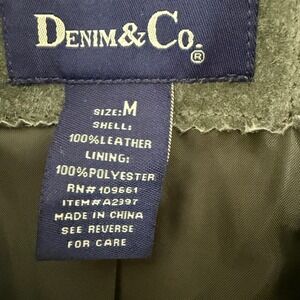 DENIM&CO.®
SIZE:M
SHELL:
100%LEATHER
LINING:
100%POLYESTER
RN#109661
ITEM#A2397
MADE IN CHINA
SEE REVERSE
FOR CARE